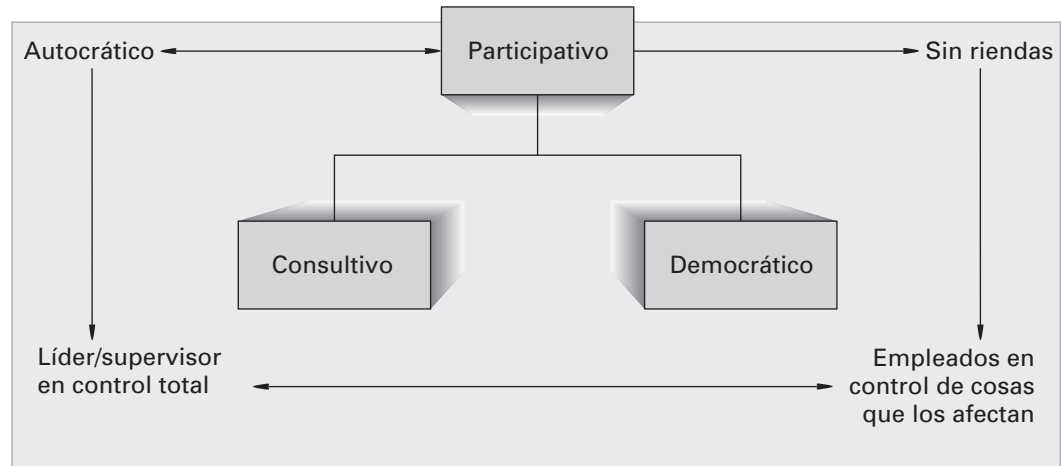 Autocrático
Participativo
Sin riendas
Consultivo
Democrático
Líder/supervisor
en control total
Empleados en
control de cosas
que los afectan